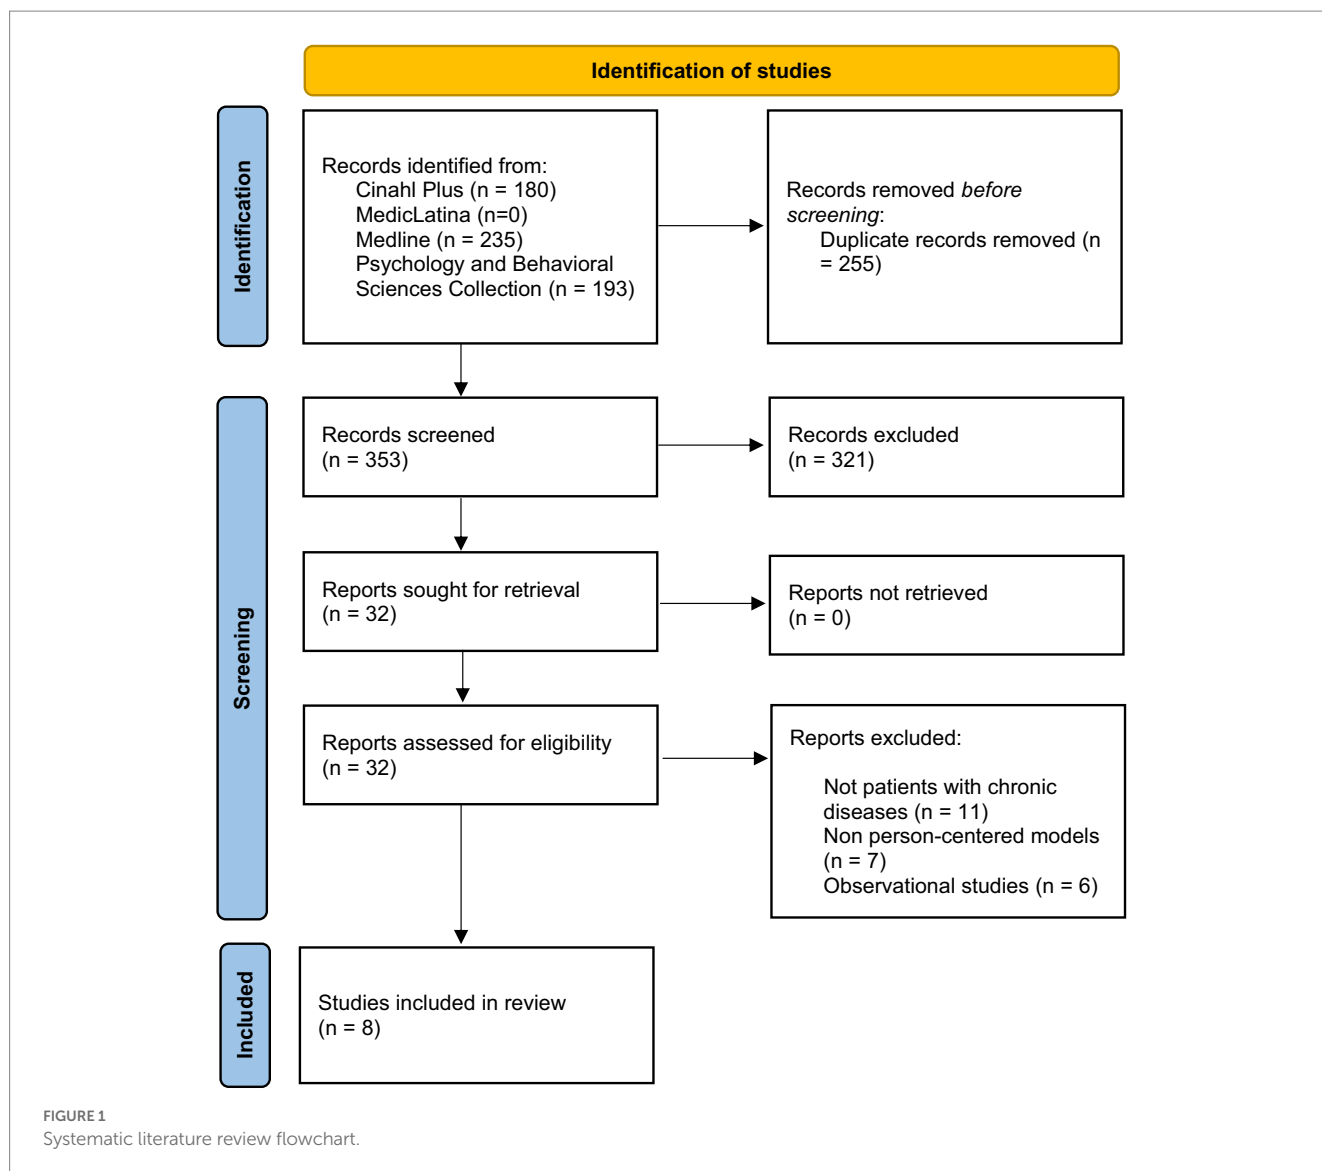 Identification of studies
Identification
Records identified from:
Cinahl Plus (n = 180)
MedicLatina (n=0)
Medline (n = 235)
Psychology and Behavioral
Sciences Collection (n = 193)
Records removed before
screening:
Duplicate records removed (n
= 255)
Screening
Records screened
(n = 353)
Records excluded
(n = 321)
Reports sought for retrieval
(n = 32)
Reports not retrieved
(n = 0)
Reports assessed for eligibility
(n = 32)
Reports excluded:
Not patients with chronic
diseases (n = 11)
Non person-centered models
(n = 7)
Observational studies (n = 6)
Included
Studies included in review
(n = 8)
FIGURE 1
Systematic literature review flowchart.